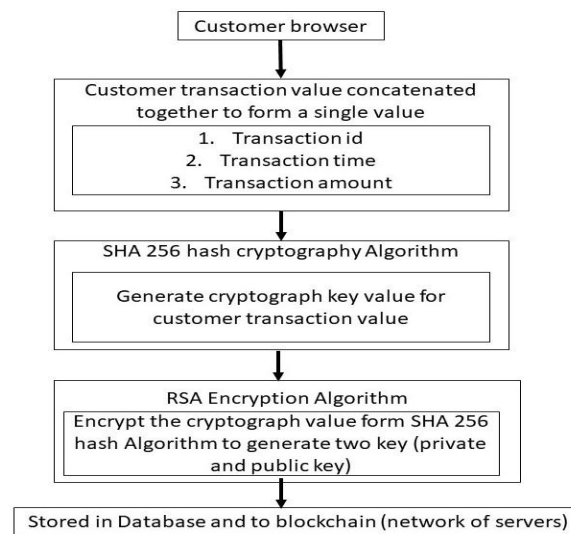 Customer browser
Customer transaction value concatenated
together to form a single value
1. Transaction id
2. Transaction time
3. Transaction amount
SHA 256 hash cryptography Algorithm
Generate cryptograph key value for
customer transaction value
RSA Encryption Algorithm
Encrypt the cryptograph value form SHA 256
hash Algorithm to generate two key (private
and public key)
Stored in Database and to blockchain (network of servers)